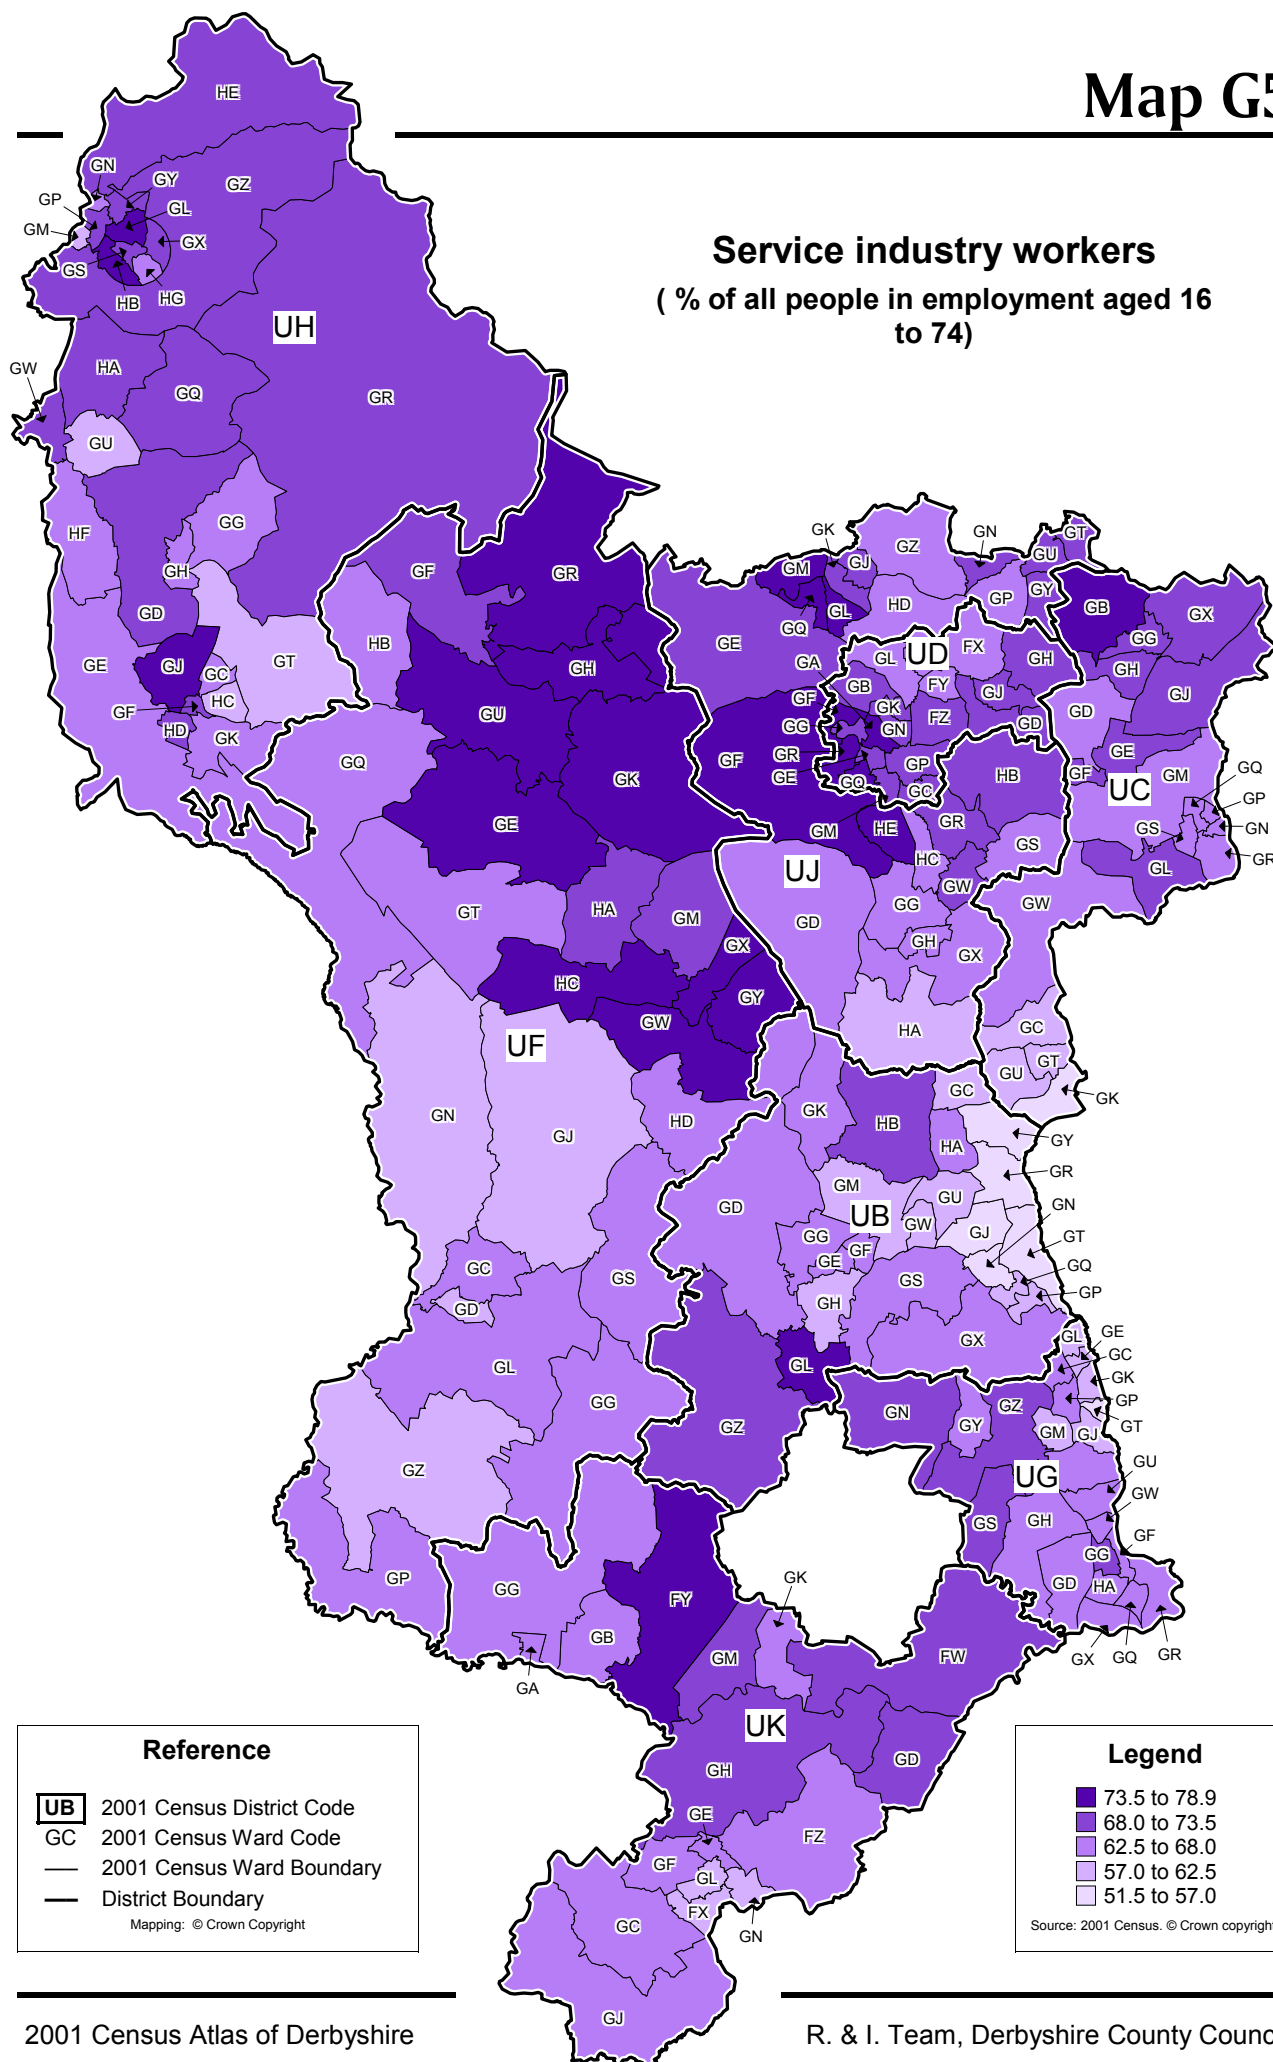 Map G5
Service industry workers
( % of all people in employment aged 16
to 74)
HE
GN
GY
GZ
GP
GL
GM
GX
GS
HB
HG
UH
GW
HA
GQ
GR
GU
HF
GG
GH
GD
GE
GJ
GC
GT
GF
HC
HD
GK
GF
GR
HB
GH
GU
GQ
GK
GE
GT
HA
GM
GX
HC
GY
GW
UF
GN
GJ
HD
GC
GS
GD
GL
GG
GZ
GP
GK
GZ
GN
GT
GU
GM
GJ
GL
HD
GP
GY
GQ
GE
GA
GL
UD
FX
GH
GB
FY
GJ
GF
GK
GG
GN
FZ
GD
GR
GE
GP
GQ
GC
GF
GM
HE
GR
HB
HC
GS
UJ
GW
GD
GG
GH
GX
HA
GB
GX
GG
GH
GJ
GD
GE
GF
GM
GQ
UC
GP
GS
GN
GR
GL
GW
GC
GU
GT
GK
GK
HB
GC
GY
HA
GR
GM
GU
GN
GD
UB
GW
GJ
GT
GG
GF
GE
GQ
GS
GP
GH
GX
GL
GZ
GL
GE
GC
GK
GN
GY
GZ
GP
GT
GM
GJ
UG
GU
GW
GS
GH
GF
GG
GD
HA
GX
GQ
GR
GG
FY
GK
GB
GM
FW
GA
UK
GH
GD
GE
FZ
GF
GL
FX
GC
GN
GJ
Reference
UB 2001 Census District Code
GC 2001 Census Ward Code
2001 Census Ward Boundary
District Boundary
Mapping: © Crown Copyright
Legend
73.5 to 78.9
68.0 to 73.5
62.5 to 68.0
57.0 to 62.5
51.5 to 57.0
Source: 2001 Census. © Crown copyright
2001 Census Atlas of Derbyshire
R. & I. Team, Derbyshire County Counc